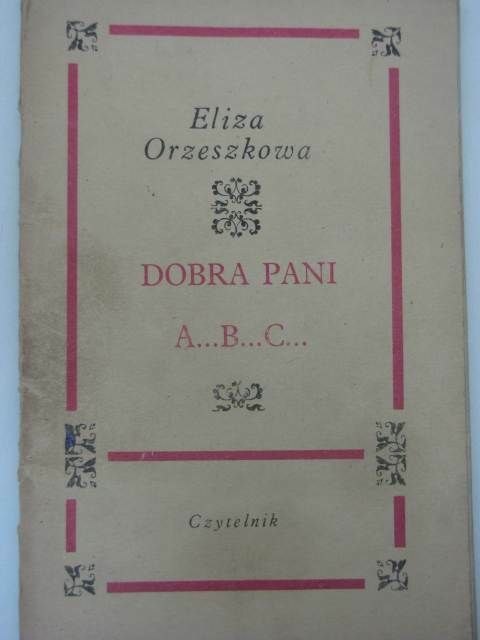 Eliza
Orzeszkowa
DOBRA PANI
A...B...C...
Czytelnik